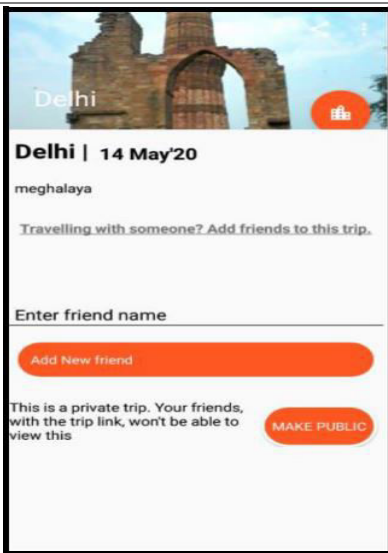 Delhi
Delhi | 14 May'20
meghalaya
Travelling with someone? Add friends to this trip.
Enter friend name
Add New friend
This is a private trip. Your friends,
with the trip link, won't be able to
view this
MAKE PUBLIC